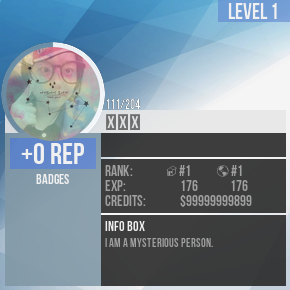 LEVEL 1
111/204
XXX
+0 REP
BADGES
RANK: #1 #1
EXP: 176 176
CREDITS: $99999999899
INFO BOX
I AM A MYSTERIOUS PERSON.